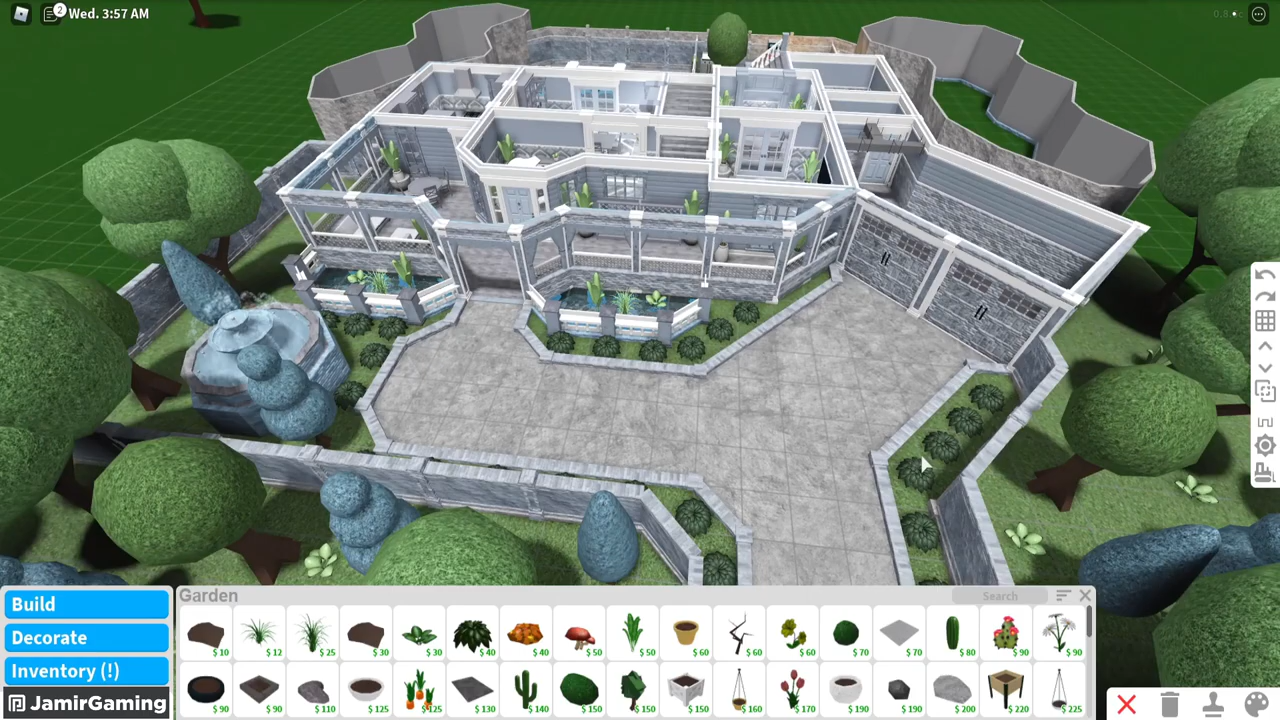 2 Wed. 3:57 AM
Garden
Search
Build
Decorate
Inventory (!)
JamirGaming
$ 10 $ 12 $ 25 $ 30 $ 30 $ 40 $ 40 $ 50 $ 50 $ 60 $ 60 $ 60 $ 70 $ 70 $ 80 $ 90 $ 90
$ 90 $ 90 $ 110 $ 125 $ 125 $ 130 $ 140 $ 150 $ 150 $ 150 $ 160 $ 170 $ 190 $ 190 $ 200 $ 220 $ 225